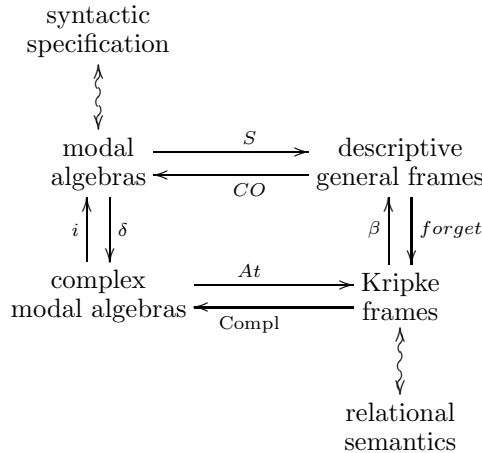 syntactic
specification
modal
algebras
S
CO
descriptive
general frames
i
δ
β
forget
complex
modal algebras
At
Compl
Kripke
frames
relational
semantics